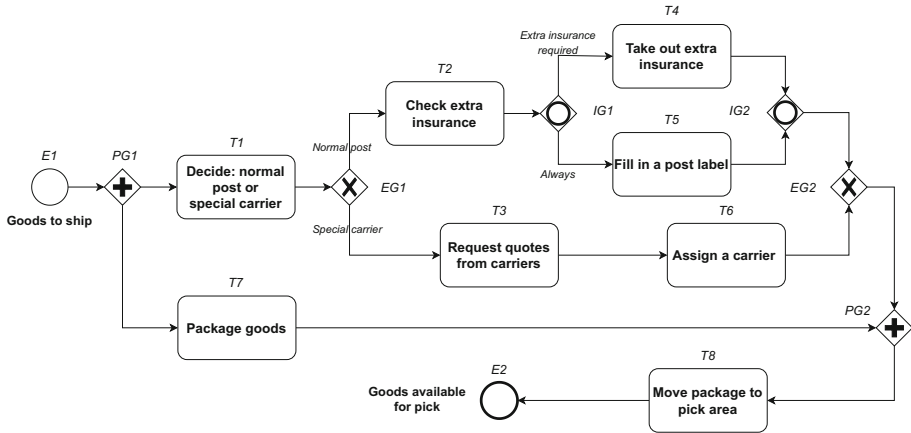 T4
Extra insurance
required
Take out extra
insurance
T2
Check extra
insurance
IG1
IG2
T5
Fill in a post label
Always
E1
PG1
T1
Decide: normal
post or
special carrier
Normal post
EG1
EG2
Goods to ship
Special carrier
T3
Request quotes
from carriers
T6
Assign a carrier
T7
Package goods
PG2
E2
Goods available
for pick
T8
Move package to
pick area